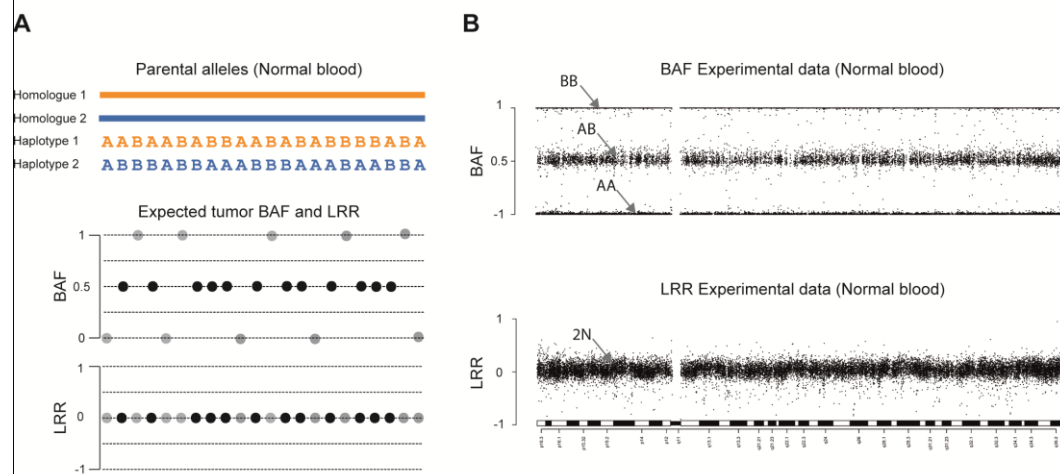 A
Parental alleles (Normal blood)
Homologue 1
Homologue 2
Haplotype 1 AABAABABBAABABABBBBABA
Haplotype 2 ABBBABBAAABBBAAABAABBA
Expected tumor BAF and LRR
1
BAF
0.5
0
1
LRR
0
-1
B
BAF Experimental data (Normal blood)
BB
1
AB
BAF
0.5
AA
-1
LRR Experimental data (Normal blood)
1
2N
LRR
0
-1